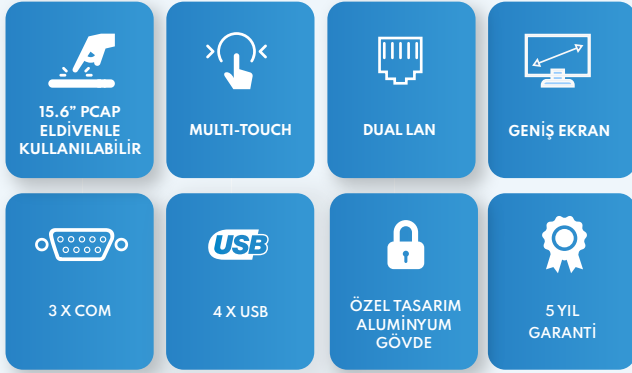 15.6” PCAP
ELDİVENLE
KULLANILABİLİR
MULTI-TOUCH
DUAL LAN
GENİŞ EKRAN
3 X COM
USB
4 X USB
ÖZEL TASARIM
ALUMİNYUM
GÖVDE
5 YIL
GARANTİ